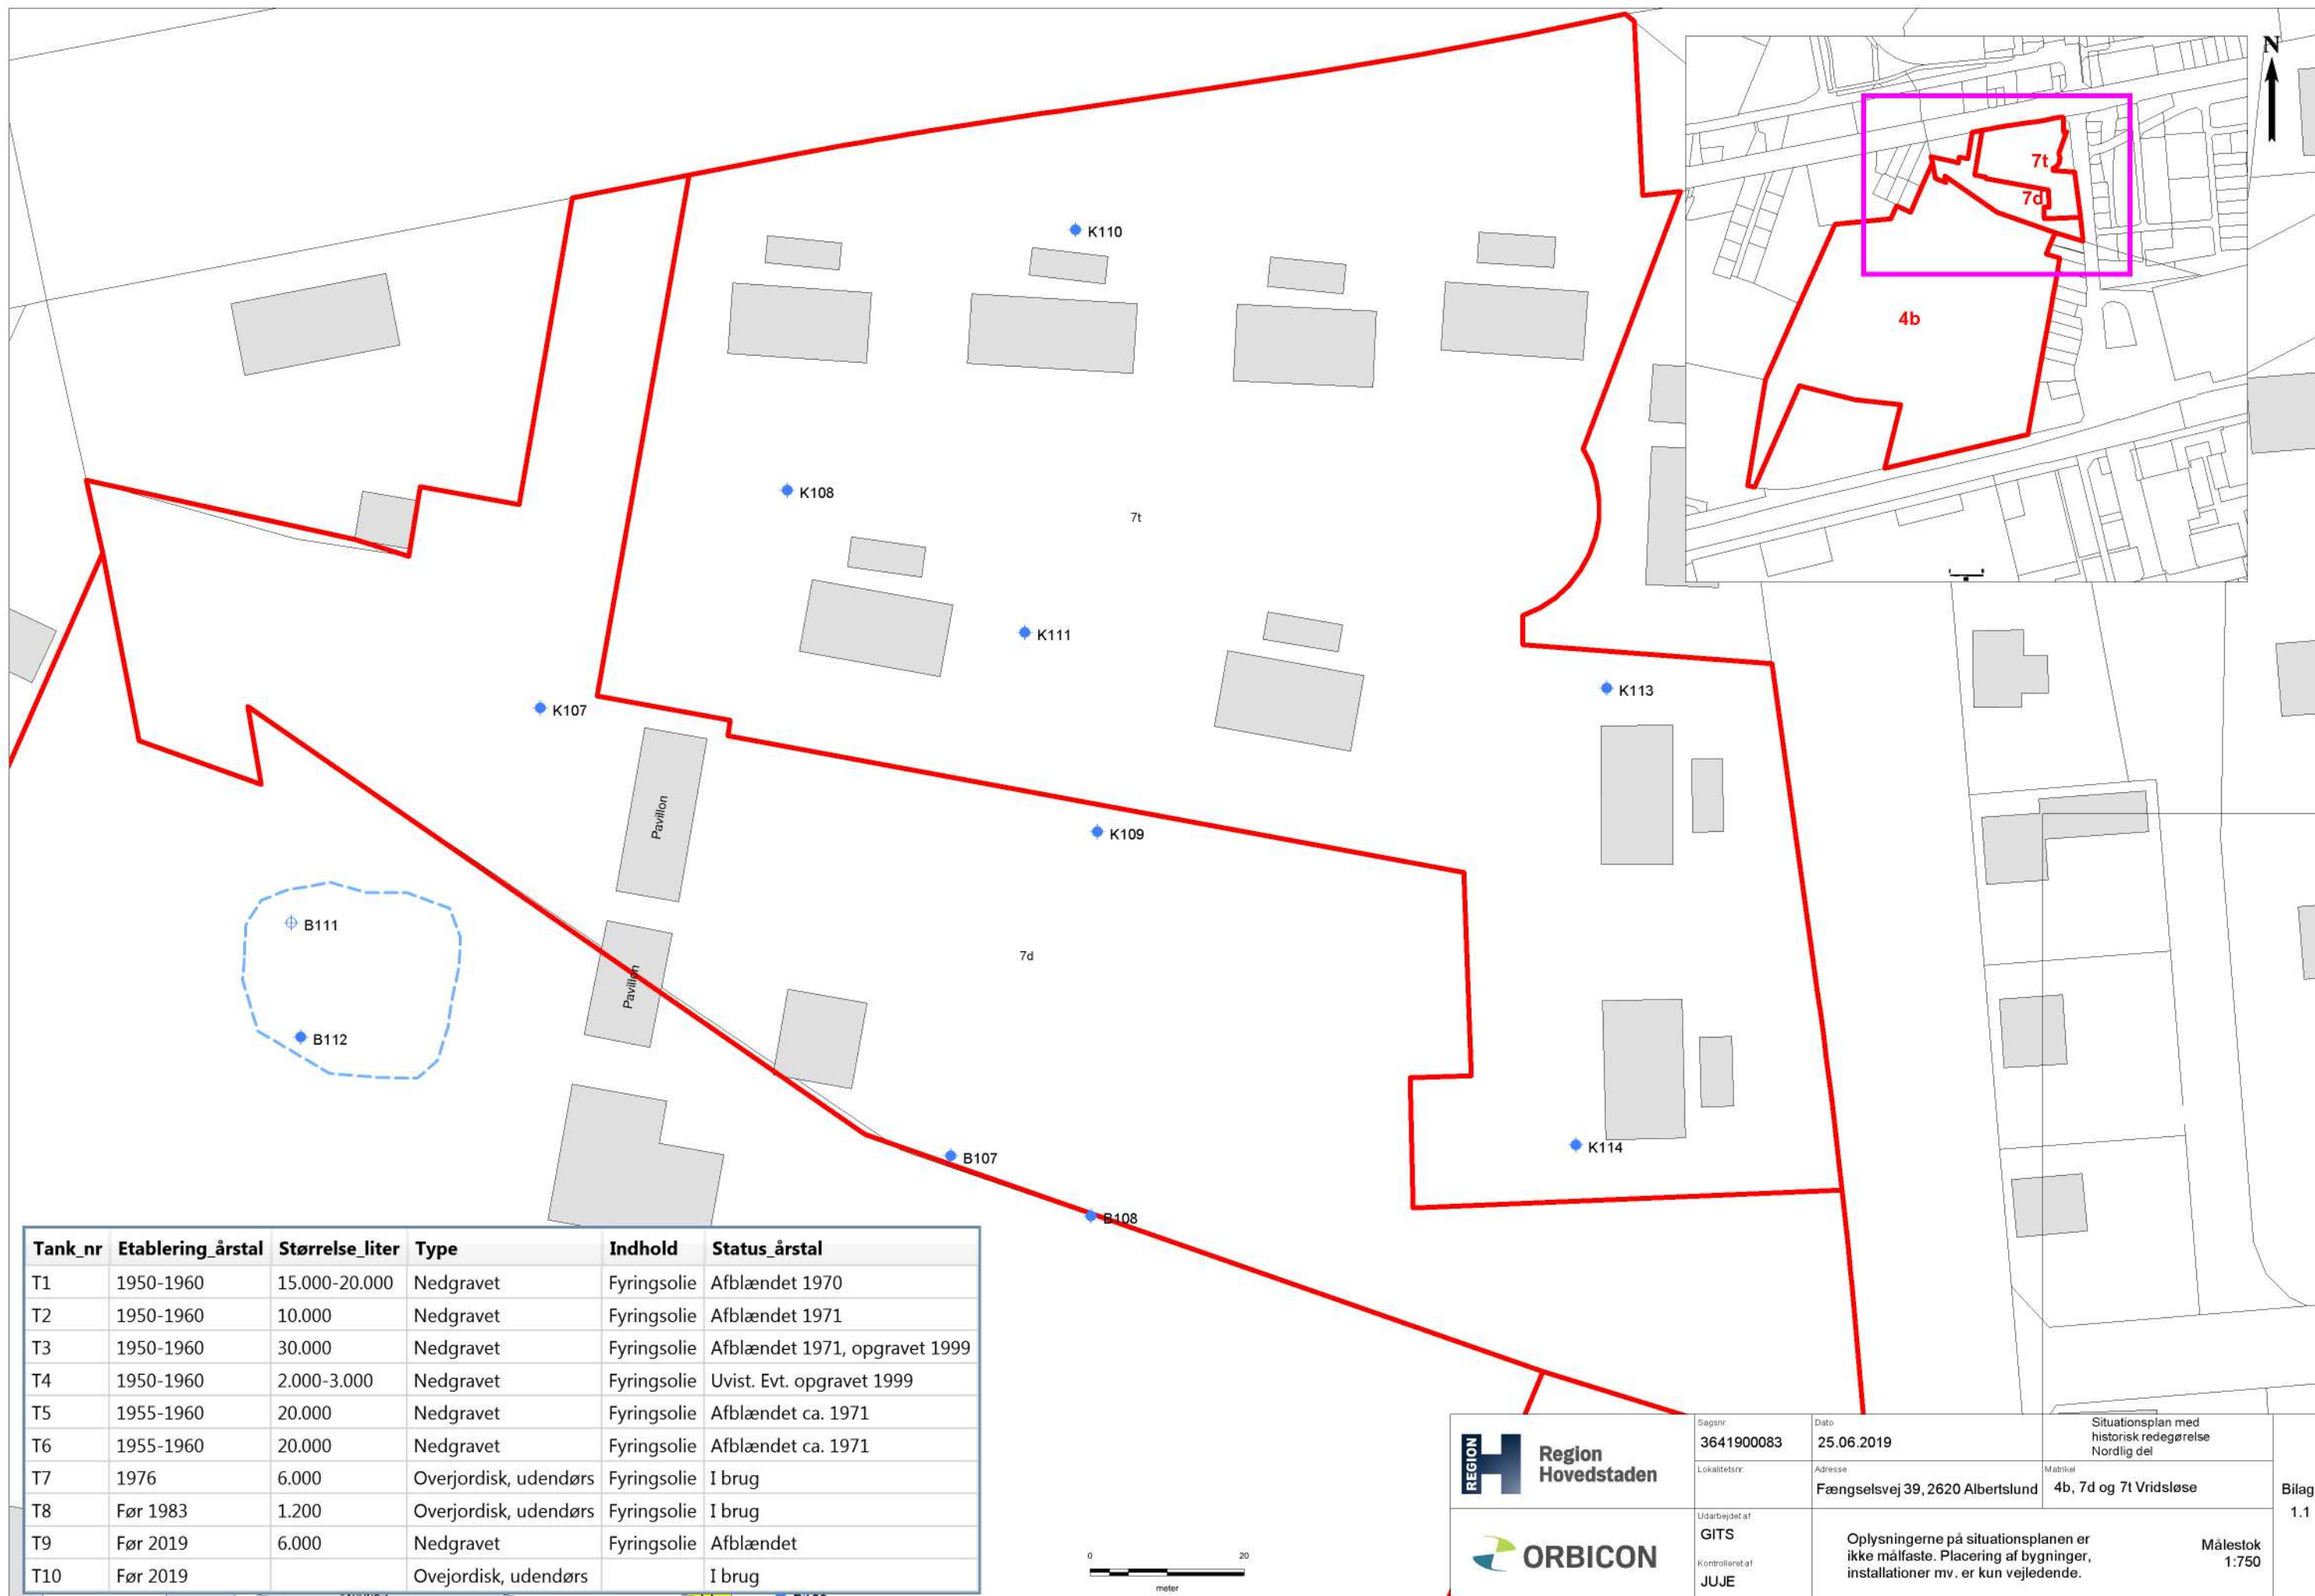 N
7t
7d
4b
K110
K108
7t
K111
K107
K113
Pavillon
K109
B111
7d
Pavillon
B112
B107
K114
B108
Tank_nr Etablering_årstal Størrelse_liter Type Indhold Status_årstal
T1 1950-1960 15.000-20.000 Nedgravet Fyringsolie Afblændet 1970
T2 1950-1960 10.000 Nedgravet Fyringsolie Afblændet 1971
T3 1950-1960 30.000 Nedgravet Fyringsolie Afblændet 1971, opgravet 1999
T4 1950-1960 2.000-3.000 Nedgravet Fyringsolie Uvist. Evt. opgravet 1999
T5 1955-1960 20.000 Nedgravet Fyringsolie Afblændet ca. 1971
T6 1955-1960 20.000 Nedgravet Fyringsolie Afblændet ca. 1971
T7 1976 6.000 Overjordisk, udendørs Fyringsolie I brug
T8 Før 1983 1.200 Overjordisk, udendørs Fyringsolie I brug
T9 Før 2019 6.000 Nedgravet Fyringsolie Afblændet
T10 Før 2019 Ovejordisk, udendørs I brug
0 20
meter
REGION
Region
Hovedstaden
Sagsnr.
3641900083
Dato
25.06.2019
Situationsplan med
historisk redegørelse
Nordlig del
Lokalitetsnr.
Adresse
Fængselsvej 39, 2620 Albertslund
Matrikel
4b, 7d og 7t Vridsløse
Bilag
1.1
ORBICON
Udarbejdet af
GITS
Kontrolleret af
JUJE
Oplysningerne på situationsplanen er
ikke målfaste. Placering af bygninger,
installationer mv. er kun vejledende.
Målestok
1:750